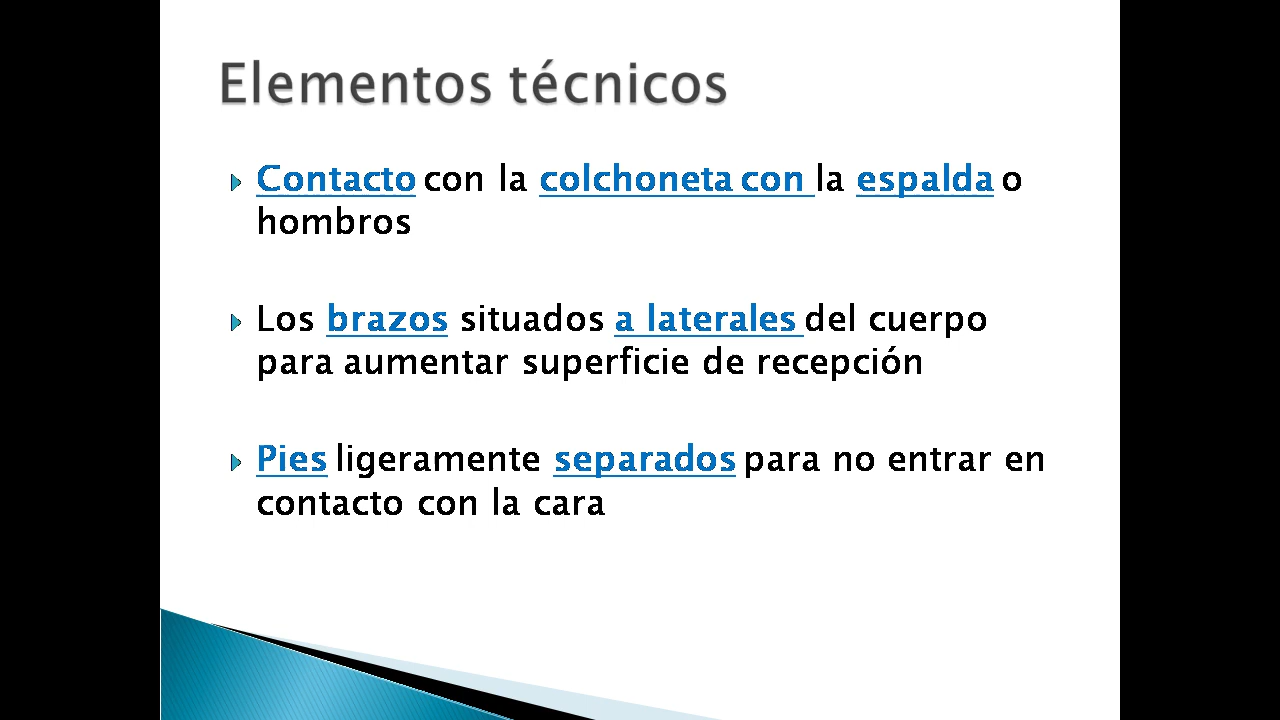 Elementos técnicos
Contacto con la colchoneta con la espalda o
hombros
Los brazos situados a laterales del cuerpo
para aumentar superficie de recepción
Pies ligeramente separados para no entrar en
contacto con la cara